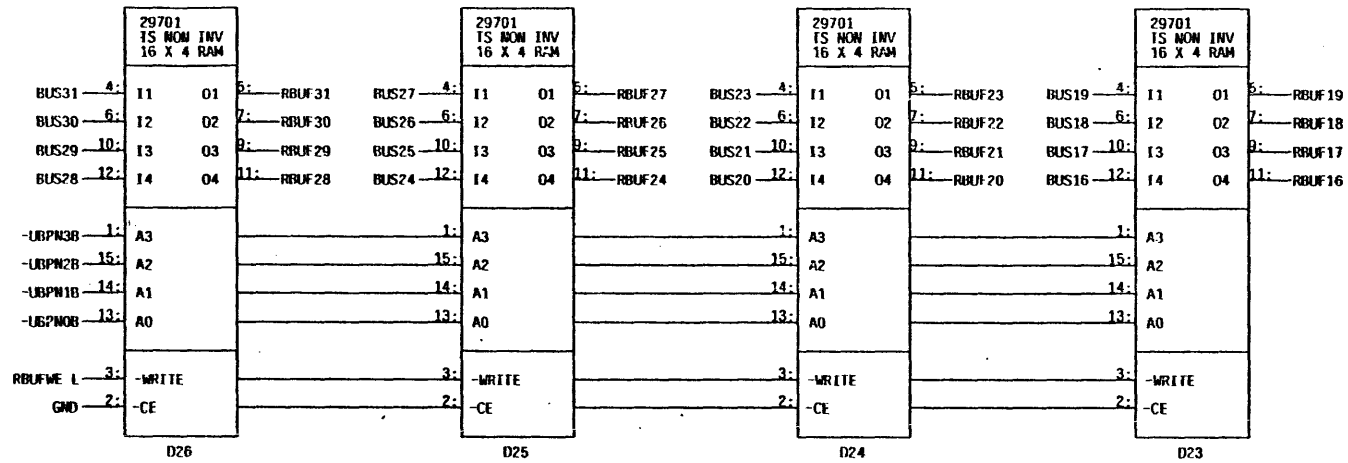 29701 29701 29701 29701
TS NON INV TS NON INV TS NON INV TS NON INV
16 X 4 RAM 16 X 4 RAM 16 X 4 RAM 16 X 4 RAM
BUS31 4: I1 O1 5: RBUF31 BUS27 4: I1 O1 5: RBUF27 BUS23 4: I1 O1 5: RBUF23 BUS19 4: I1 O1 5: RBUF19
BUS30 6: I2 O2 7: RBUF30 BUS26 6: I2 O2 7: RBUF26 BUS22 6: I2 O2 7: RBUF22 BUS18 6: I2 O2 7: RBUF18
BUS29 10: I3 O3 9: RBUF29 BUS25 10: I3 O3 9: RBUF25 BUS21 10: I3 O3 9: RBUF21 BUS17 10: I3 O3 9: RBUF17
BUS28 12: I4 O4 11: RBUF28 BUS24 12: I4 O4 11: RBUF24 BUS20 12: I4 O4 11: RBUF20 BUS16 12: I4 O4 11: RBUF16
-UBPN3B 1: A3 1: A3 1: A3 1: A3
-UBPN2B 15: A2 15: A2 15: A2 15: A2
-UBPN1B 14: A1 14: A1 14: A1 14: A1
13: A0 13: A0 13: A0 13: A0
RBUFWE L 3: -WRITE 3: -WRITE 3: -WRITE 3: -WRITE
GND 2: -CE 2: -CE 2: -CE 2: -CE
D26 D25 D24 D23